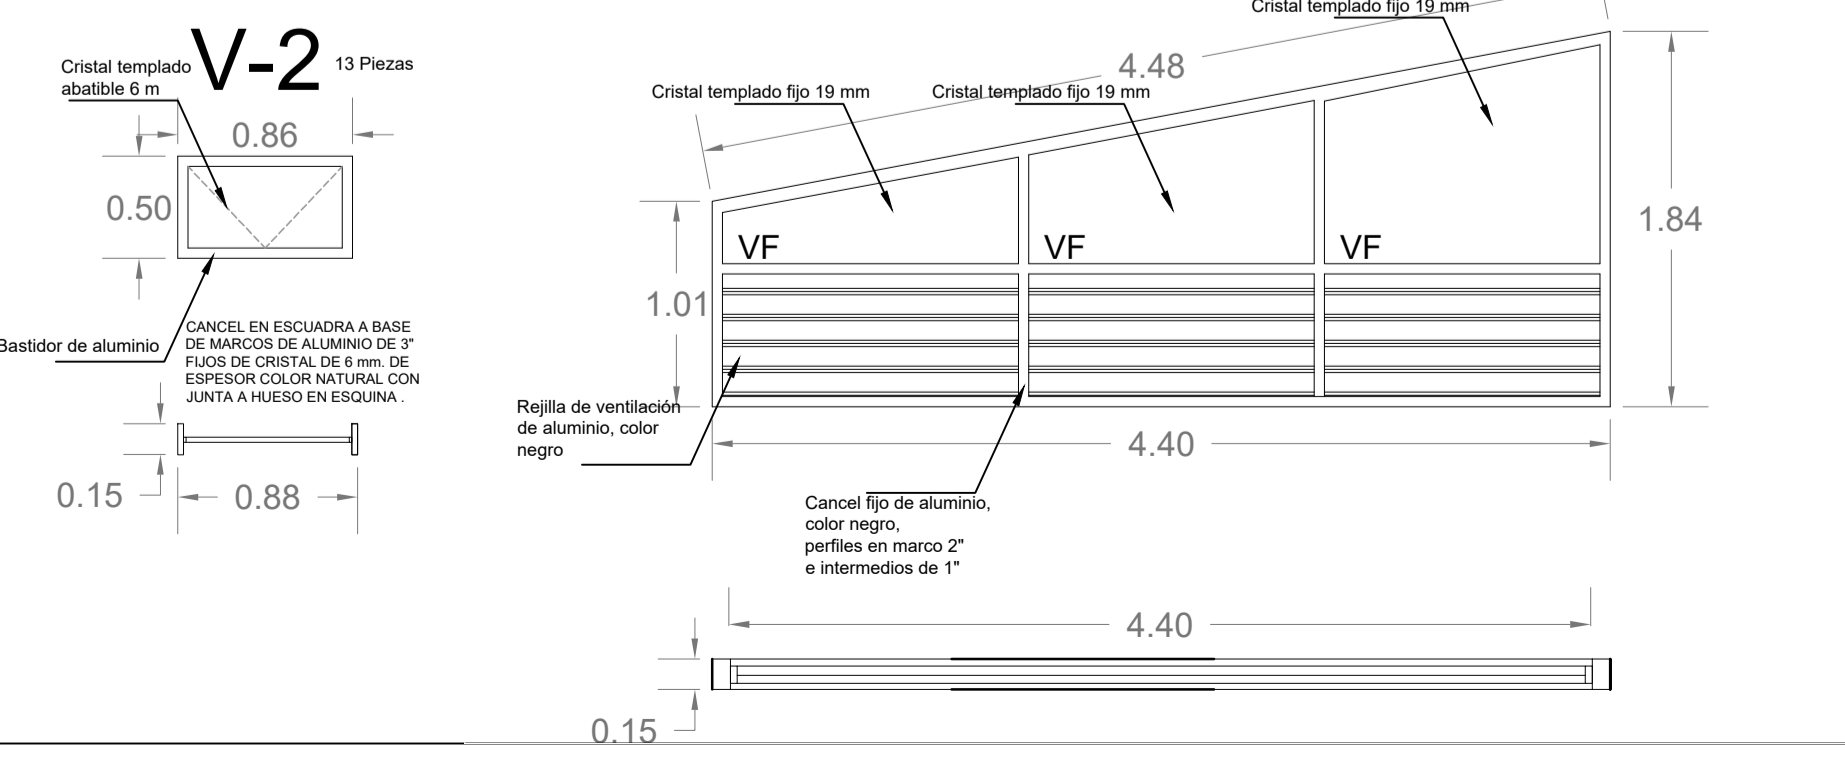 V-2
13 Piezas
Cristal templado
abatible 6 m
0.86
0.50
Bastidor de aluminio
CANCEL EN ESCUADRA A BASE
DE MARCOS DE ALUMINIO DE 3"
FIJOS DE CRISTAL DE 6 mm. DE
ESPESOR COLOR NATURAL CON
JUNTA A HUESO EN ESQUINA .
0.15
0.88
Cristal templado fijo 19 mm
4.48
Cristal templado fijo 19 mm
Cristal templado fijo 19 mm
VF
VF
VF
1.01
1.84
Rejilla de ventilación
de aluminio, color
negro
4.40
Cancel fijo de aluminio,
color negro,
perfiles en marco 2"
e intermedios de 1"
4.40
0.15